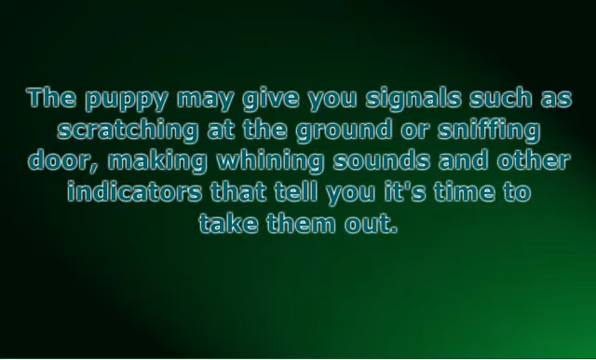 The puppy may give you signals such as
scratching at the ground or sniffing
door, making whining sounds and other
indicators that tell you it's time to
take them out.